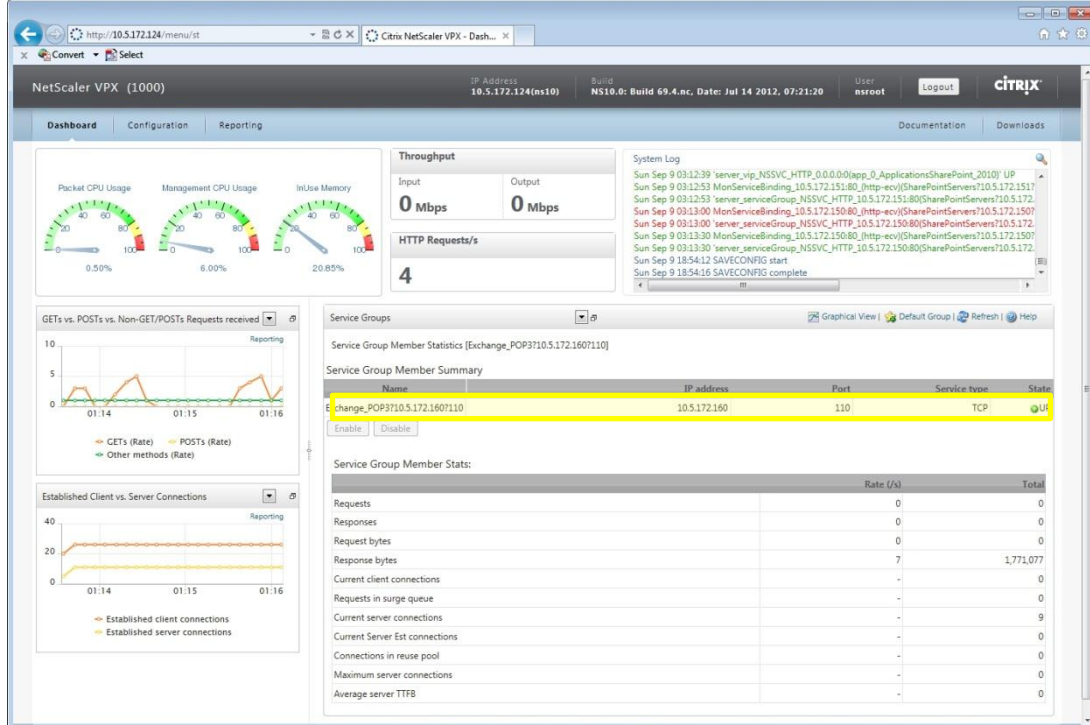 http://10.5.172.124/menu/st
Citrix NetScaler VPX - Dash...
Convert Select
NetScaler VPX (1000)
IP Address
10.5.172.124(ns10)
Build
NS10.0: Build 69.4.nc, Date: Jul 14 2012, 07:21:20
User
nsroot
Logout
CITRIX
Dashboard Configuration Reporting Documentation Downloads
Packet CPU Usage
0 20 40 60 80 100
0.50%
Management CPU Usage
0 20 40 60 80 100
6.00%
InUse Memory
0 20 40 60 80 100
20.85%
Throughput
Input Output
0 Mbps 0 Mbps
HTTP Requests/s
4
System Log
Sun Sep 9 03:12:39 'server_vip_NSSVC_HTTP_0.0.0.0:0(app_0_ApplicationsSharePoint_2010)' UP
Sun Sep 9 03:12:53 MonServiceBinding_10.5.172.151:80_(http-ecv)(SharePointServers?10.5.172.151?
Sun Sep 9 03:12:53 'server_serviceGroup_NSSVC_HTTP_10.5.172.151:80(SharePointServers?10.5.172.
Sun Sep 9 03:13:00 MonServiceBinding_10.5.172.150:80_(http-ecv)(SharePointServers?10.5.172.150?
Sun Sep 9 03:13:00 'server_serviceGroup_NSSVC_HTTP_10.5.172.150:80(SharePointServers?10.5.172.
Sun Sep 9 03:13:30 MonServiceBinding_10.5.172.150:80_(http-ecv)(SharePointServers?10.5.172.150?
Sun Sep 9 03:13:30 'server_serviceGroup_NSSVC_HTTP_10.5.172.150:80(SharePointServers?10.5.172.
Sun Sep 9 18:54:12 SAVECONFIG start
Sun Sep 9 18:54:16 SAVECONFIG complete
GETs vs. POSTs vs. Non-GET/POSTs Requests received
Reporting
10
5
0
01:14 01:15 01:16
GETs (Rate) POSTs (Rate)
Other methods (Rate)
Established Client vs. Server Connections
Reporting
40
20
0
01:14 01:15 01:16
Established client connections
Established server connections
Service Groups
Graphical View | Default Group | Refresh | Help
Service Group Member Statistics [Exchange_POP3?10.5.172.160?110]
Service Group Member Summary
Name IP address Port Service type State
Exchange_POP3?10.5.172.160?110 10.5.172.160 110 TCP UP
Enable Disable
Service Group Member Stats:
Rate (/s) Total
Requests 0 0
Responses 0 0
Request bytes 0 0
Response bytes 7 1,771,077
Current client connections - 0
Requests in surge queue - 0
Current server connections - 9
Current Server Est connections - 0
Connections in reuse pool - 0
Maximum server connections - 0
Average server TTFB - 0